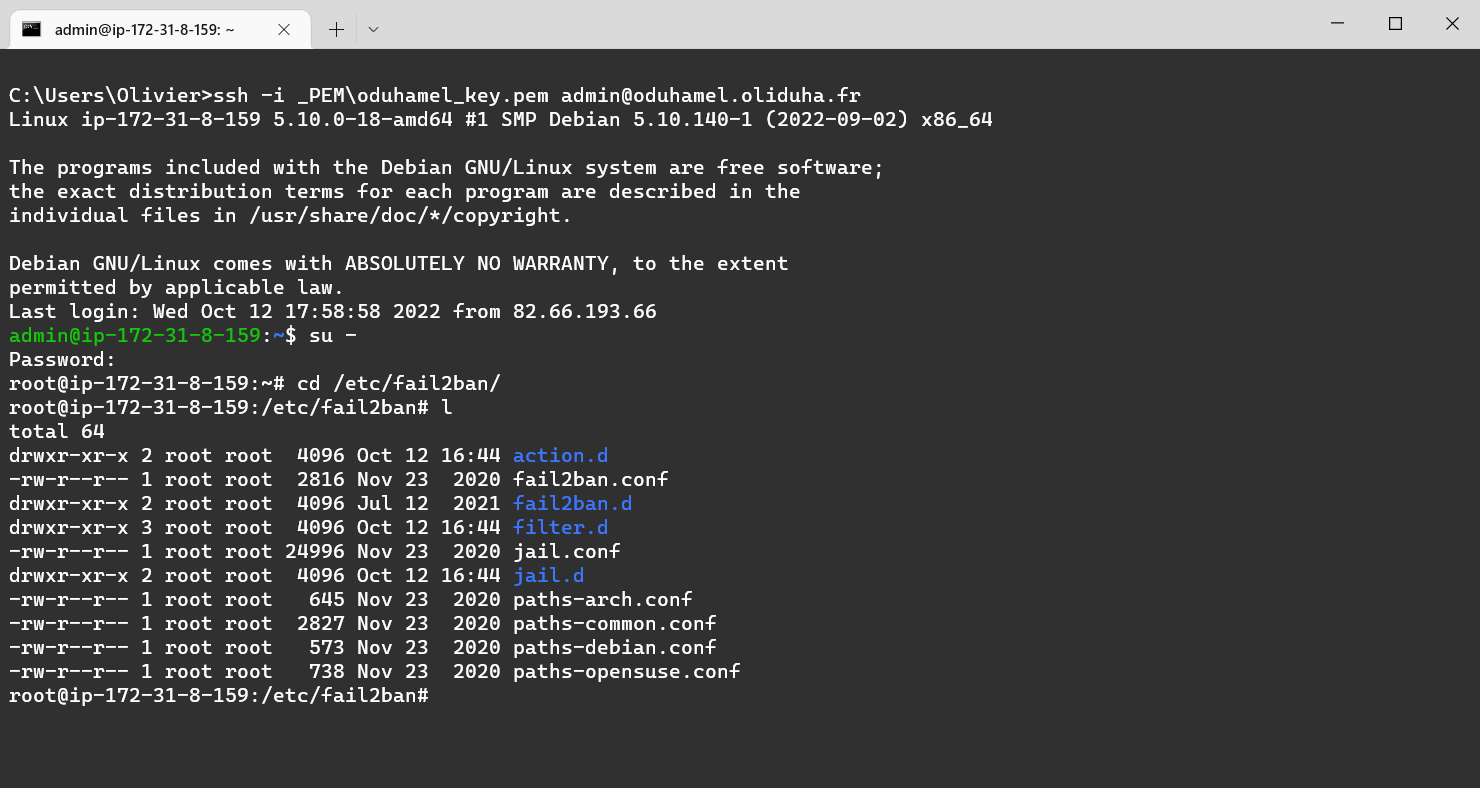 admin@ip-172-31-8-159: ~
C:\Users\Olivier>ssh -i _PEM\oduhamel_key.pem admin@oduhamel.oliduha.fr
Linux ip-172-31-8-159 5.10.0-18-amd64 #1 SMP Debian 5.10.140-1 (2022-09-02) x86_64
The programs included with the Debian GNU/Linux system are free software;
the exact distribution terms for each program are described in the
individual files in /usr/share/doc/*/copyright.
Debian GNU/Linux comes with ABSOLUTELY NO WARRANTY, to the extent
permitted by applicable law.
Last login: Wed Oct 12 17:58:58 2022 from 82.66.193.66
admin@ip-172-31-8-159:~$ su -
Password:
root@ip-172-31-8-159:~# cd /etc/fail2ban/
root@ip-172-31-8-159:/etc/fail2ban# l
total 64
drwxr-xr-x 2 root root  4096 Oct 12 16:44 action.d
-rw-r--r-- 1 root root  2816 Nov 23  2020 fail2ban.conf
drwxr-xr-x 2 root root  4096 Jul 12  2021 fail2ban.d
drwxr-xr-x 3 root root  4096 Oct 12 16:44 filter.d
-rw-r--r-- 1 root root 24996 Nov 23  2020 jail.conf
drwxr-xr-x 2 root root  4096 Oct 12 16:44 jail.d
-rw-r--r-- 1 root root   645 Nov 23  2020 paths-arch.conf
-rw-r--r-- 1 root root  2827 Nov 23  2020 paths-common.conf
-rw-r--r-- 1 root root   573 Nov 23  2020 paths-debian.conf
-rw-r--r-- 1 root root   738 Nov 23  2020 paths-opensuse.conf
root@ip-172-31-8-159:/etc/fail2ban#